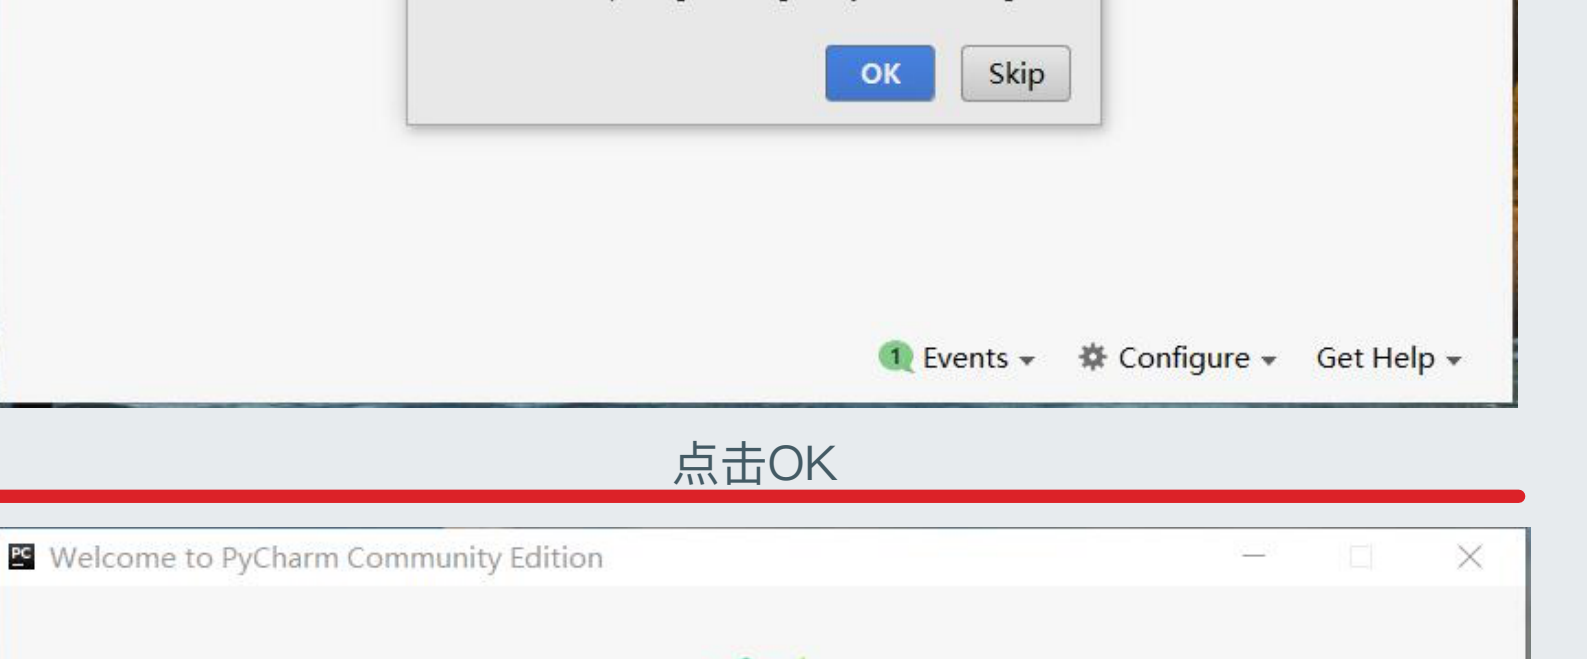 OK Skip
1 Events Configure Get Help
点击OK
PC Welcome to PyCharm Community Edition